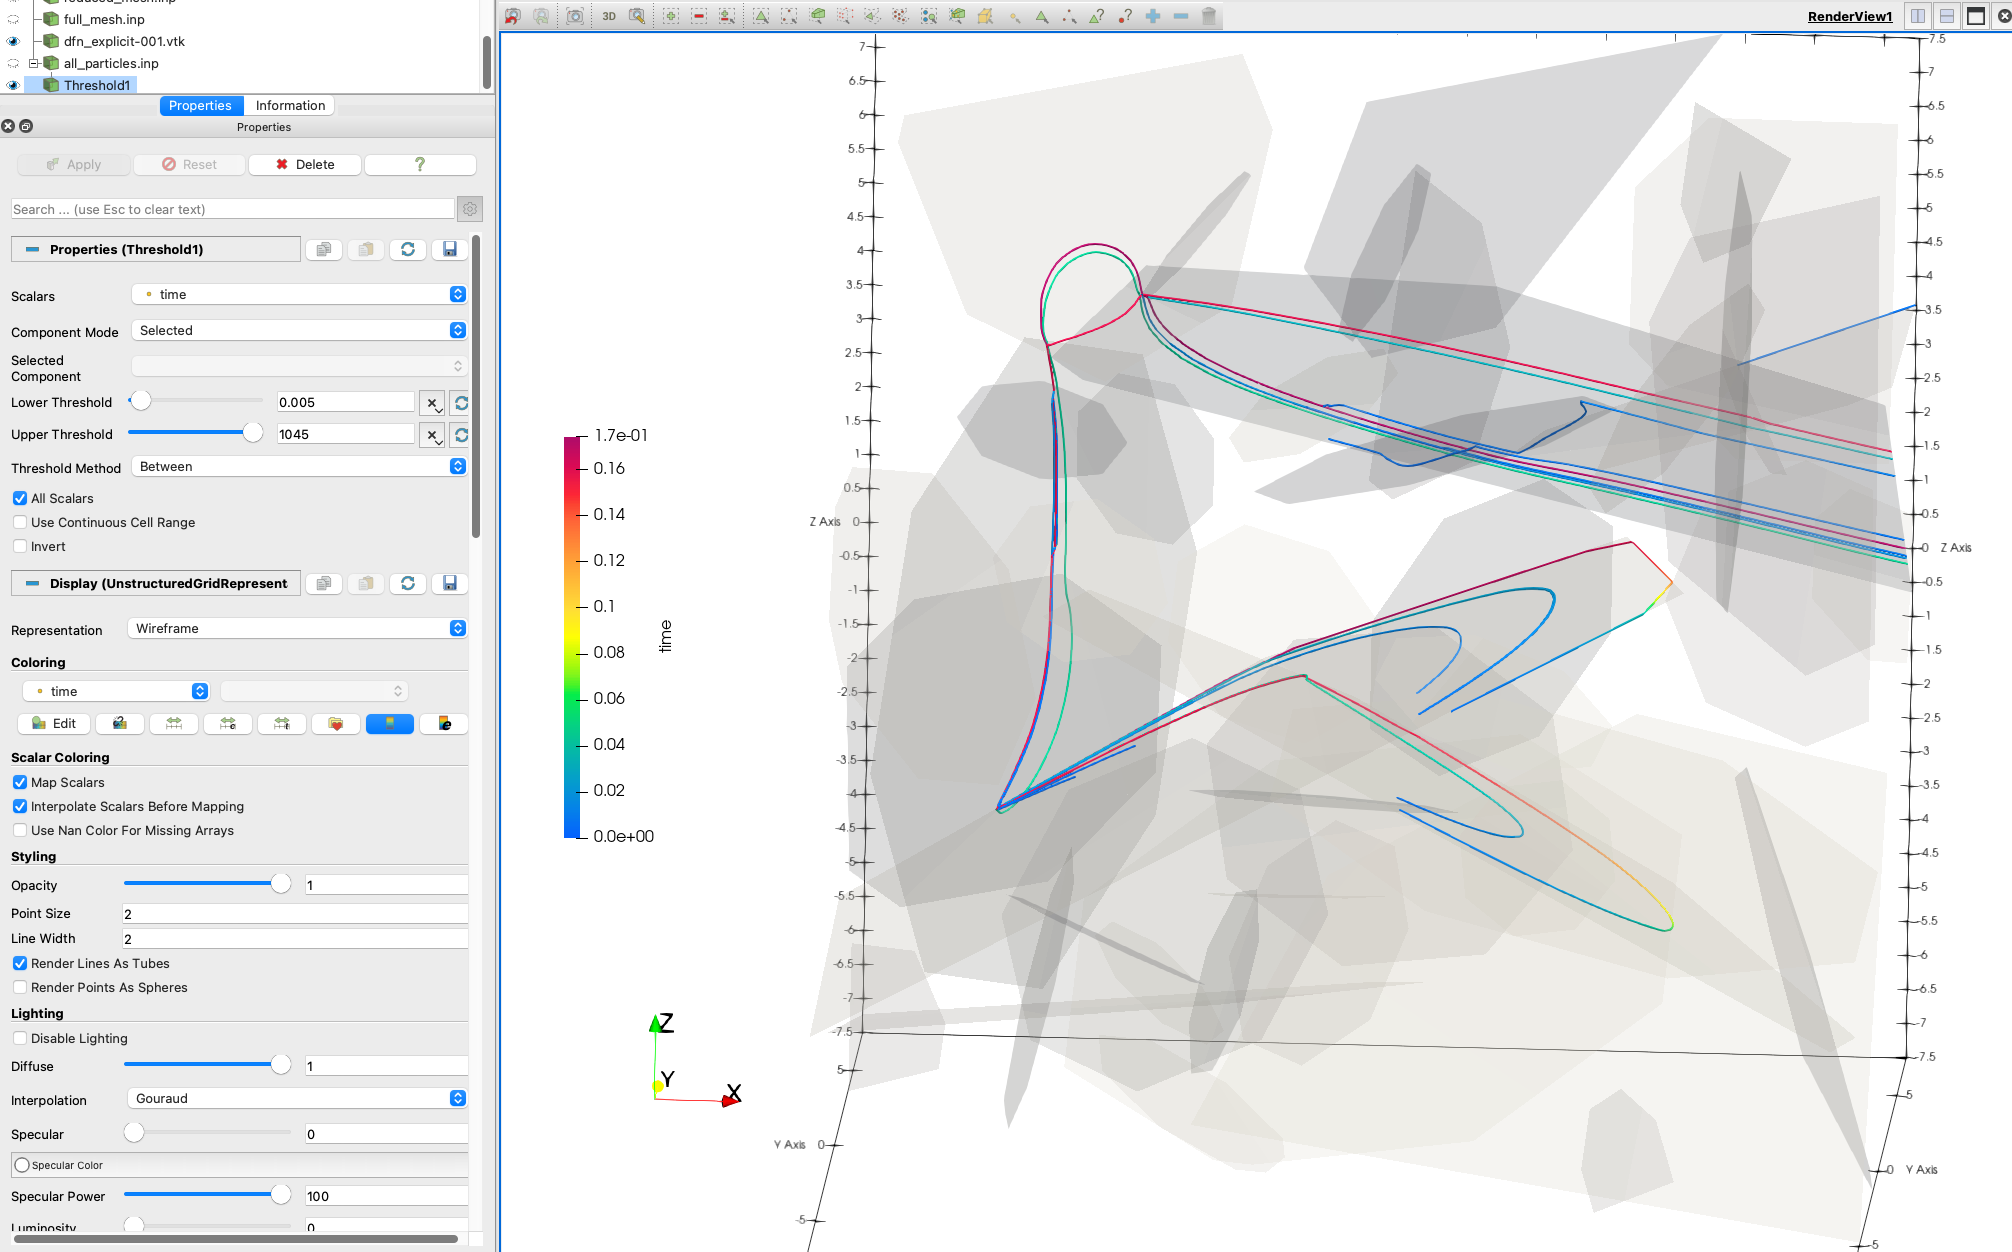 reduced_mesh.inp
full_mesh.inp
dfn_explicit-001.vtk
all_particles.inp
Threshold1
Properties Information
Properties
Apply Reset Delete ?
Search ... (use Esc to clear text)
Properties (Threshold1)
Scalars time
Component Mode Selected
Selected Component
Lower Threshold 0.005
Upper Threshold 1045
Threshold Method Between
All Scalars
Use Continuous Cell Range
Invert
Display (UnstructuredGridRepresent
Representation Wireframe
Coloring
time
Edit
Scalar Coloring
Map Scalars
Interpolate Scalars Before Mapping
Use Nan Color For Missing Arrays
Styling
Opacity 1
Point Size 2
Line Width 2
Render Lines As Tubes
Render Points As Spheres
Lighting
Disable Lighting
Diffuse 1
Interpolation Gouraud
Specular 0
Specular Color
Specular Power 100
Luminosity 0
3D
RenderView1
1.7e-01
0.16
0.14
0.12
0.1
0.08
0.06
0.04
0.02
0.0e+00
time
7
6.5
6
5.5
5
4.5
4
3.5
3
2.5
2
1.5
1
0.5
Z Axis 0
-0.5
-1
-1.5
-2
-2.5
-3
-3.5
-4
-4.5
-5
-5.5
-6
-6.5
-7
-7.5
5
Y Axis 0
-5
7.5
7
6.5
6
5.5
5
4.5
4
3.5
3
2.5
2
1.5
1
0.5
0 Z Axis
-0.5
-1
-1.5
-2
-2.5
-3
-3.5
-4
-4.5
-5
-5.5
-6
-6.5
-7
-7.5
5
0 Y Axis
-5
Z
Y
X